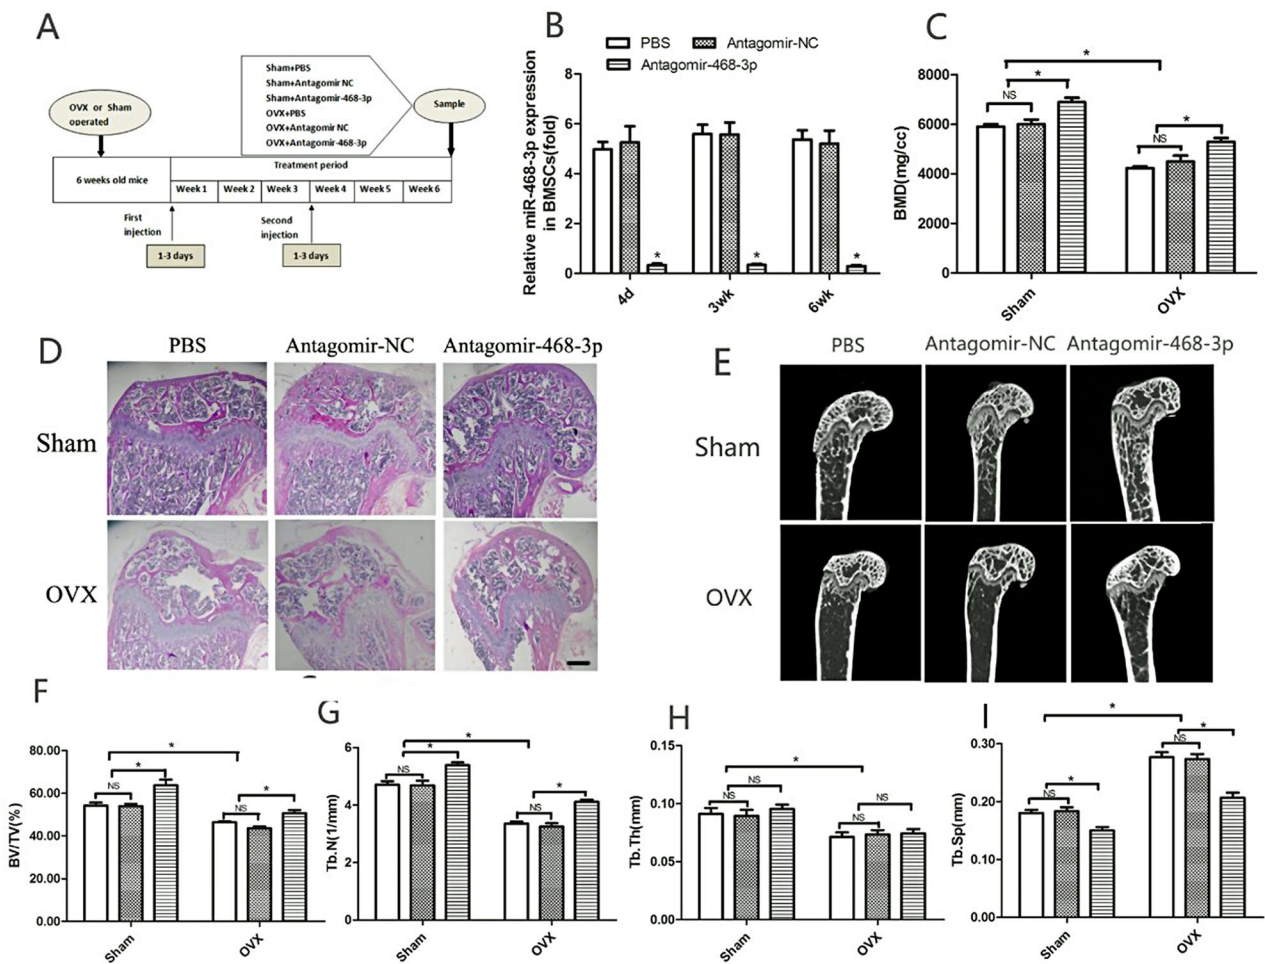 A
OVX or Sham
operated
Sham+PBS
Sham+Antagomir NC
Sham+Antagomir-468-3p
OVX+PBS
OVX+Antagomir NC
OVX+Antagomir-468-3p
Sample
6 weeks old mice
Treatment period
Week 1 Week 2 Week 3 Week 4 Week 5 Week 6
First
injection
Second
injection
1-3 days
1-3 days
B
PBS Antagomir-NC
Antagomir-468-3p
Relative miR-468-3p expression
in BMSCs(fold)
8
6
4
2
0
* * *
4d 3wk 6wk
C
BMD(mg/cc)
8000
6000
4000
2000
0
*
*
NS
*
NS
Sham OVX
D
PBS Antagomir-NC Antagomir-468-3p
Sham
OVX
E
PBS Antagomir-NC Antagomir-468-3p
Sham
OVX
F
BV/TV(%)
80.00
60.00
40.00
20.00
0.00
*
*
NS
*
NS
Sham OVX
G
Tb.N(1/mm)
6
4
2
0
*
*
NS
*
NS
Sham OVX
H
Tb.Th(mm)
0.15
0.10
0.05
0.00
*
NS
NS
NS
NS
Sham OVX
I
Tb.Sp(mm)
0.30
0.20
0.10
0.00
*
*
NS
*
NS
Sham OVX